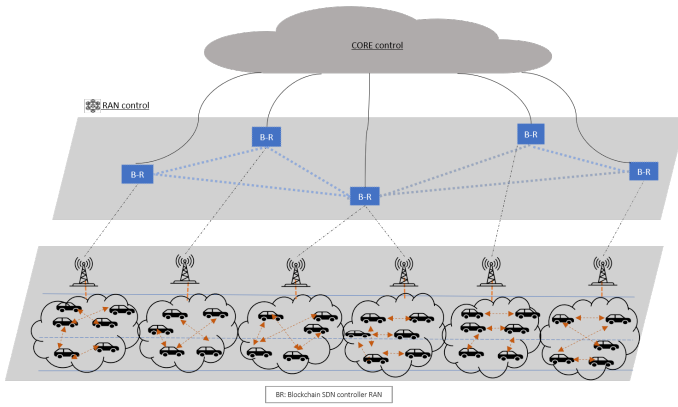 CORE control
RAN control
B-R
B-R
B-R
B-R
B-R
BR: Blockchain SDN controller RAN